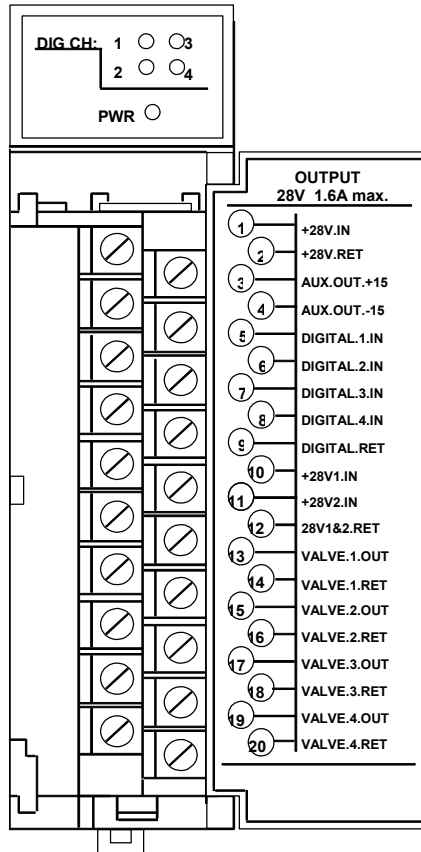 DIG CH: 1 3
2 4
PWR
OUTPUT
28V 1.6A max.
1 +28V.IN
2 +28V.RET
3 AUX.OUT.+15
4 AUX.OUT.-15
5 DIGITAL.1.IN
6 DIGITAL.2.IN
7 DIGITAL.3.IN
8 DIGITAL.4.IN
9 DIGITAL.RET
10 +28V1.IN
11 +28V2.IN
12 28V1&2.RET
13 VALVE.1.OUT
14 VALVE.1.RET
15 VALVE.2.OUT
16 VALVE.2.RET
17 VALVE.3.OUT
18 VALVE.3.RET
19 VALVE.4.OUT
20 VALVE.4.RET